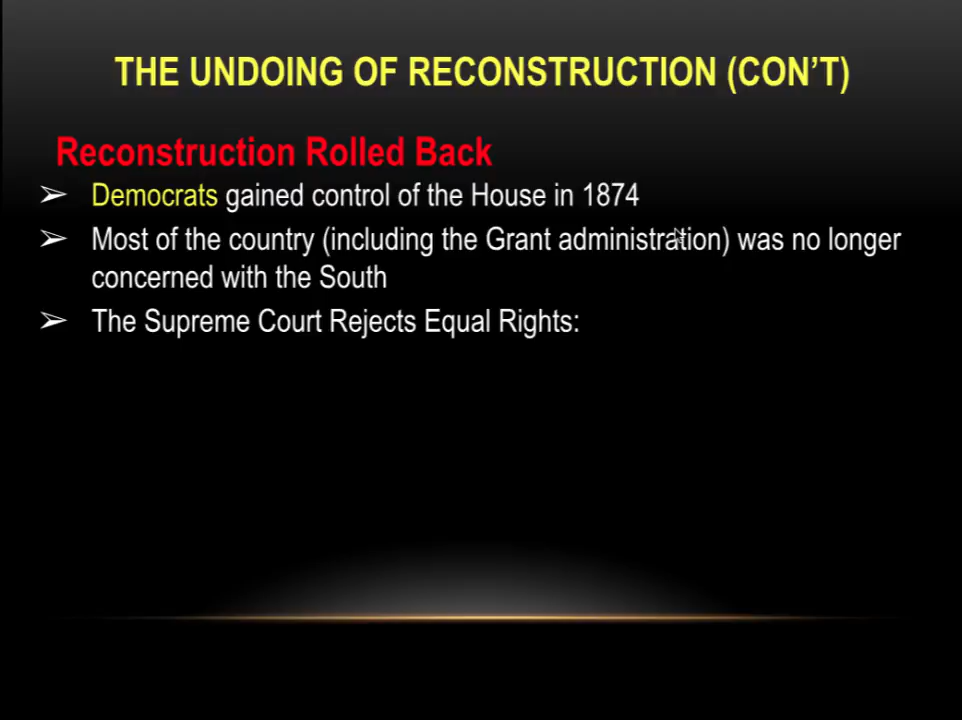 THE UNDOING OF RECONSTRUCTION (CON’T)
Reconstruction Rolled Back
➢ Democrats gained control of the House in 1874
➢ Most of the country (including the Grant administration) was no longer
concerned with the South
➢ The Supreme Court Rejects Equal Rights: